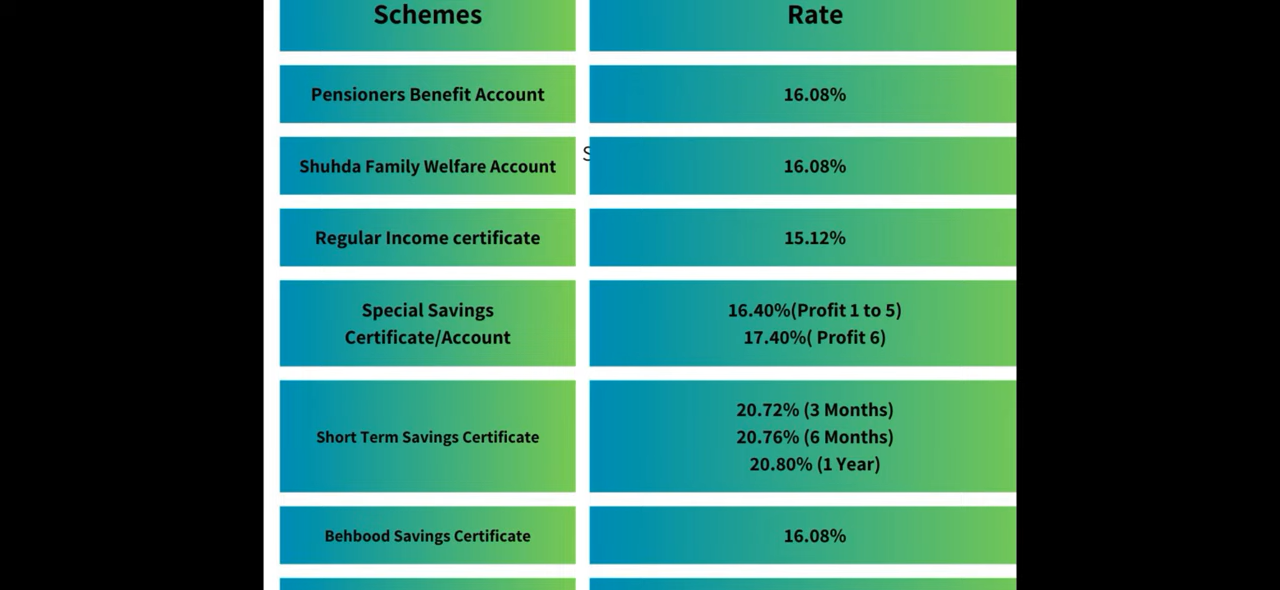 Schemes
Rate
Pensioners Benefit Account
16.08%
Shuhda Family Welfare Account
16.08%
Regular Income certificate
15.12%
Special Savings
Certificate/Account
16.40%(Profit 1 to 5)
17.40%( Profit 6)
Short Term Savings Certificate
20.72% (3 Months)
20.76% (6 Months)
20.80% (1 Year)
Behbood Savings Certificate
16.08%